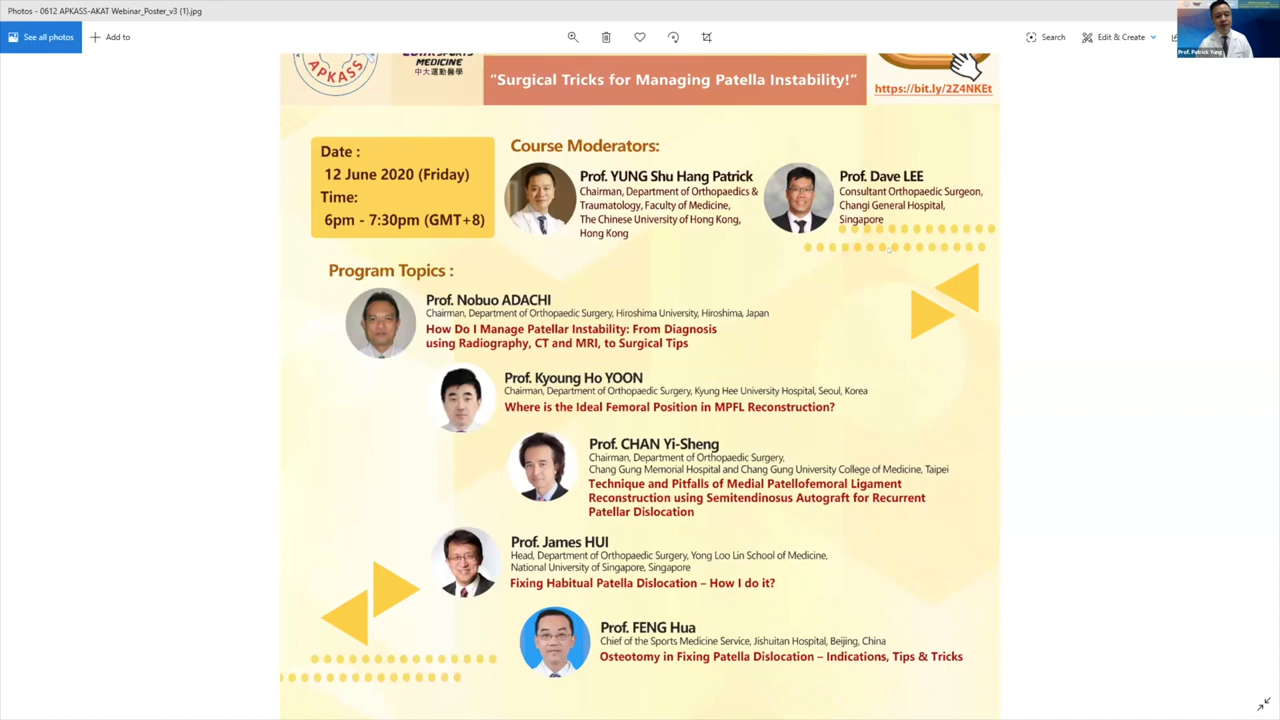 Photos - 0612 APKASS-AKAT Webinar_Poster_v3 (1).jpg
See all photos
Add to
Search
Edit & Create
Prof. Patrick Yung
APKASS
MEDICINE
中大運動醫學
"Surgical Tricks for Managing Patella Instability!"
https://bit.ly/2Z4NKEt
Date :
12 June 2020 (Friday)
Time:
6pm - 7:30pm (GMT+8)
Course Moderators:
Prof. YUNG Shu Hang Patrick
Chairman, Department of Orthopaedics &
Traumatology, Faculty of Medicine,
The Chinese University of Hong Kong,
Hong Kong
Prof. Dave LEE
Consultant Orthopaedic Surgeon,
Changi General Hospital,
Singapore
Program Topics :
Prof. Nobuo ADACHI
Chairman, Department of Orthopaedic Surgery, Hiroshima University, Hiroshima, Japan
How Do I Manage Patellar Instability: From Diagnosis
using Radiography, CT and MRI, to Surgical Tips
Prof. Kyoung Ho YOON
Chairman, Department of Orthopaedic Surgery, Kyung Hee University Hospital, Seoul, Korea
Where is the Ideal Femoral Position in MPFL Reconstruction?
Prof. CHAN Yi-Sheng
Chairman, Department of Orthopaedic Surgery,
Chang Gung Memorial Hospital and Chang Gung University College of Medicine, Taipei
Technique and Pitfalls of Medial Patellofemoral Ligament
Reconstruction using Semitendinosus Autograft for Recurrent
Patellar Dislocation
Prof. James HUI
Head, Department of Orthopaedic Surgery, Yong Loo Lin School of Medicine,
National University of Singapore, Singapore
Fixing Habitual Patella Dislocation – How I do it?
Prof. FENG Hua
Chief of the Sports Medicine Service, Jishuitan Hospital, Beijing, China
Osteotomy in Fixing Patella Dislocation – Indications, Tips & Tricks